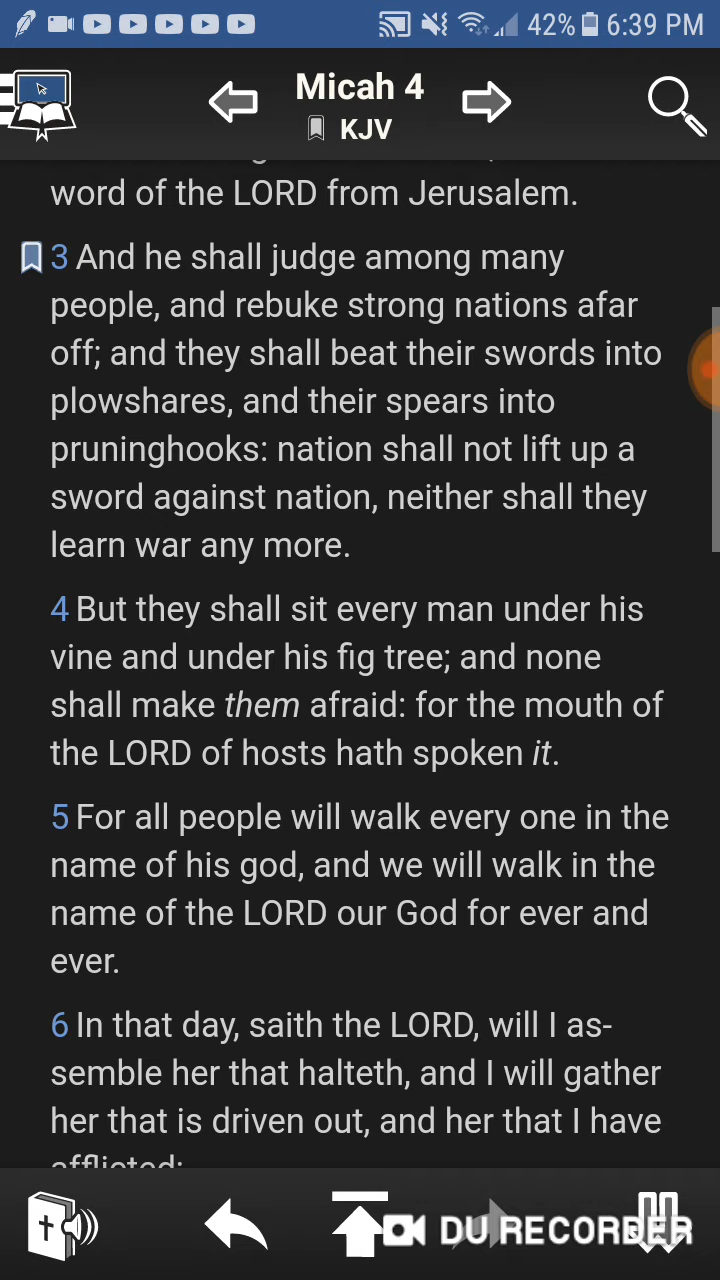 42% 6:39 PM
Micah 4
KJV
word of the LORD from Jerusalem.
3 And he shall judge among many
people, and rebuke strong nations afar
off; and they shall beat their swords into
plowshares, and their spears into
pruninghooks: nation shall not lift up a
sword against nation, neither shall they
learn war any more.
4 But they shall sit every man under his
vine and under his fig tree; and none
shall make them afraid: for the mouth of
the LORD of hosts hath spoken it.
5 For all people will walk every one in the
name of his god, and we will walk in the
name of the LORD our God for ever and
ever.
6 In that day, saith the LORD, will I as-
semble her that halteth, and I will gather
her that is driven out, and her that I have
afflicted:
DU RECORDER